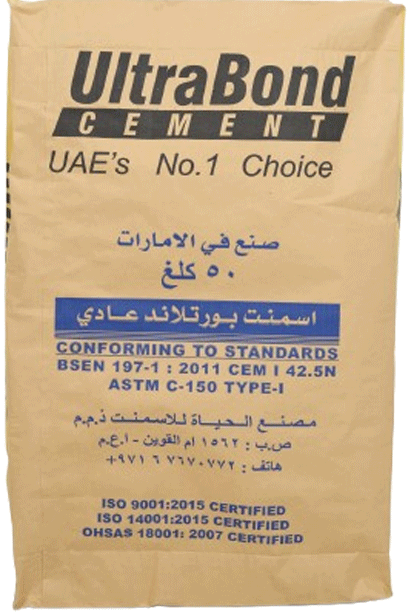 UltraBond
CEMENT
UAE's No.1 Choice
صنع في الامارات
٥٠ كلغ
اسمنت بورتلاند عادي
CONFORMING TO STANDARDS
BSEN 197-1 : 2011 CEM I 42.5N
ASTM C-150 TYPE-I
مصنع الحياة للاسمنت ذ.م.م
ص.ب : ١٥٦٢ ام القوين - ا.ع.م
هاتف : ٩٧١ ٦ ٧٦٧٠٧٧٢+
ISO 9001:2015 CERTIFIED
ISO 14001:2015 CERTIFIED
OHSAS 18001: 2007 CERTIFIED